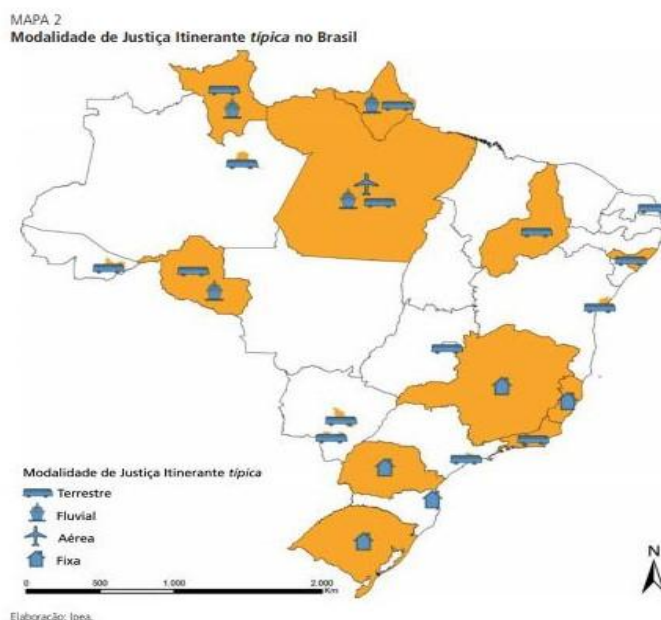 MAPA 2
Modalidade de Justiça Itinerante típica no Brasil
Modalidade de Justiça Itinerante típica
Terrestre
Fluvial
Aérea
Fixa
0 500 1.000 2.000
Km
N
Elaboração: Ipea.